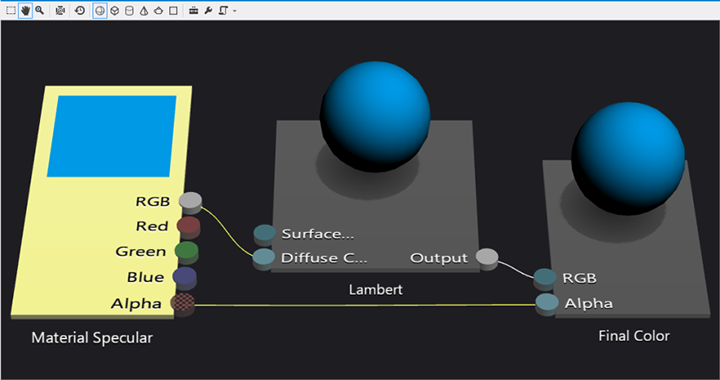 RGB
Red
Green
Blue
Alpha
Material Specular
Surface...
Diffuse C...
Output
Lambert
RGB
Alpha
Final Color